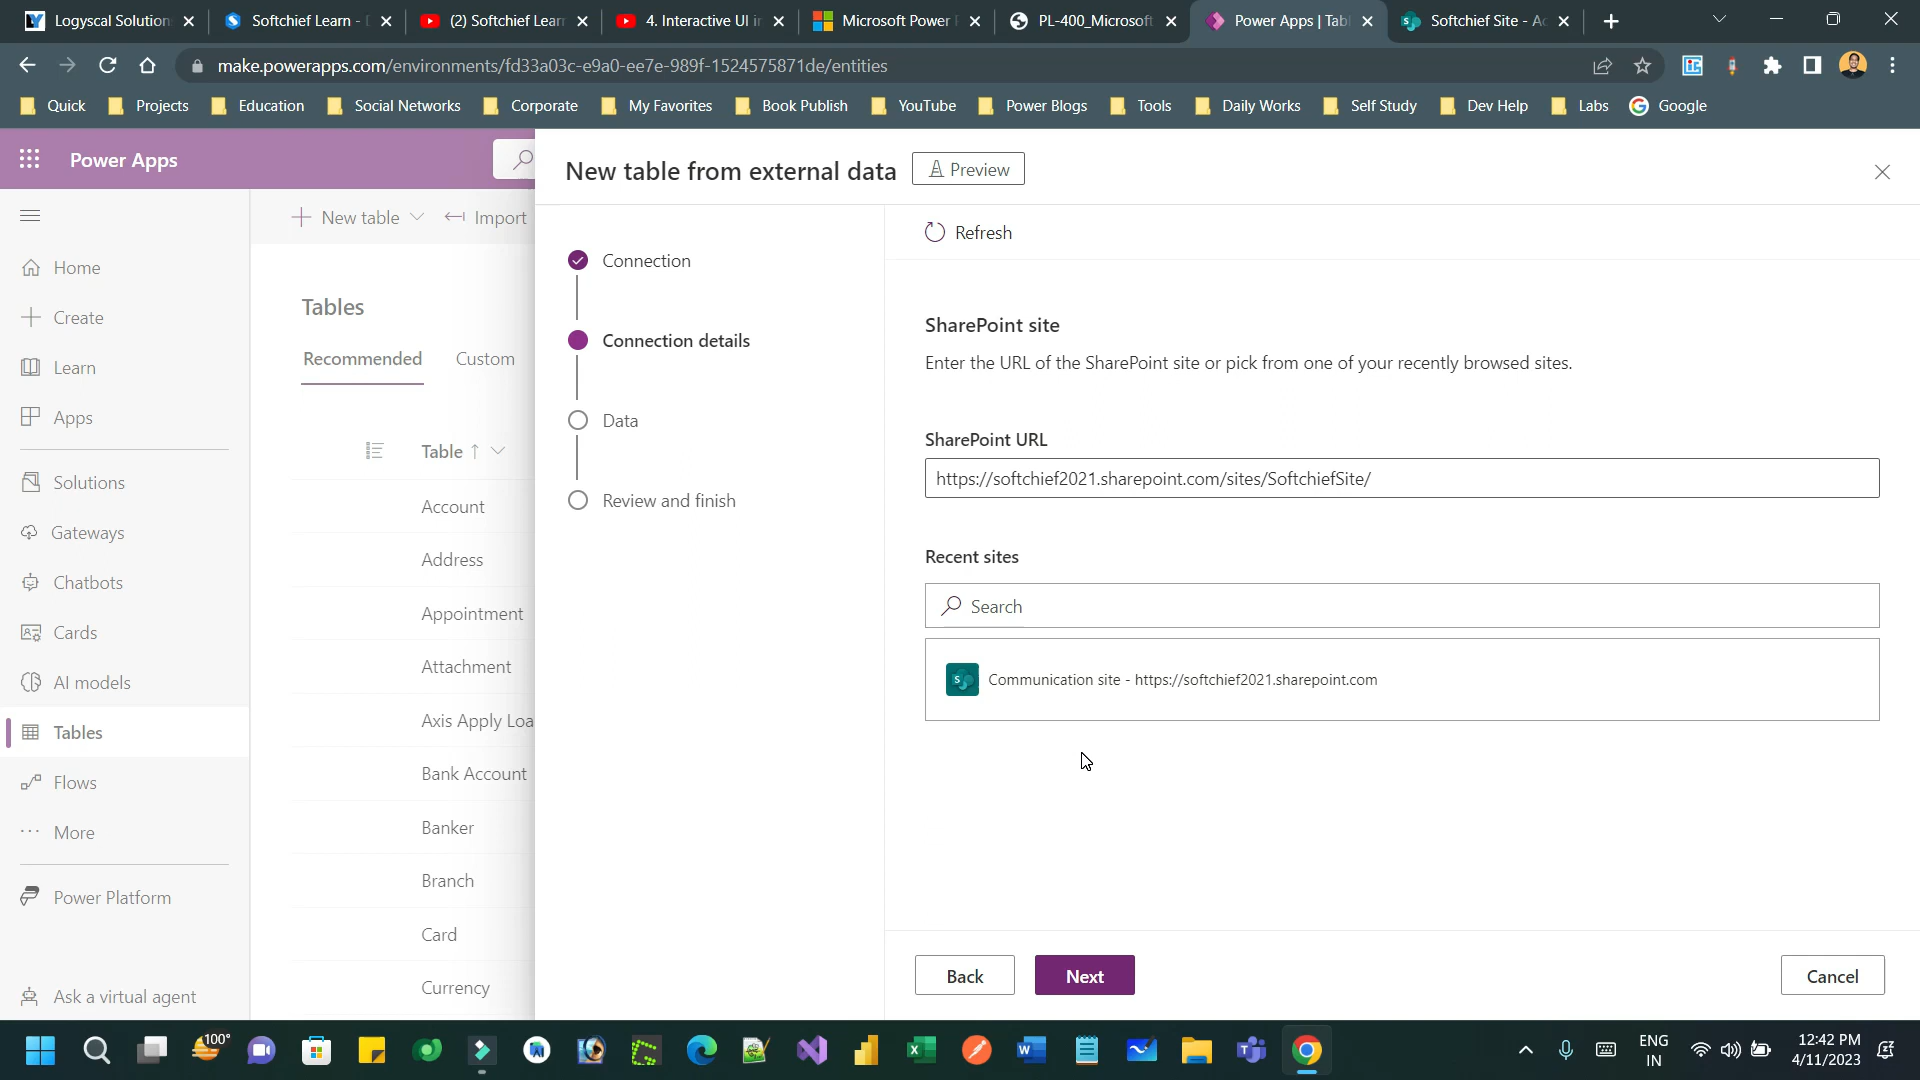 Logyscal Solution
Softchief Learn -
(2) Softchief Lear
4. Interactive UI i
Microsoft Power
PL-400_Microsoft
Power Apps | Tab
Softchief Site - A
make.powerapps.com/environments/fd33a03c-e9a0-ee7e-989f-1524575871de/entities
Quick
Projects
Education
Social Networks
Corporate
My Favorites
Book Publish
YouTube
Power Blogs
Tools
Daily Works
Self Study
Dev Help
Labs
Google
Power Apps
New table from external data
Preview
New table
Import
Refresh
Home
Create
Learn
Apps
Solutions
Gateways
Chatbots
Cards
AI models
Tables
Flows
More
Power Platform
Ask a virtual agent
Tables
Recommended
Custom
Table
Account
Address
Appointment
Attachment
Axis Apply Loa
Bank Account
Banker
Branch
Card
Currency
Connection
Connection details
Data
Review and finish
SharePoint site
Enter the URL of the SharePoint site or pick from one of your recently browsed sites.
SharePoint URL
https://softchief2021.sharepoint.com/sites/SoftchiefSite/
Recent sites
Search
Communication site - https://softchief2021.sharepoint.com
Back
Next
Cancel
100°
ENG
IN
12:42 PM
4/11/2023